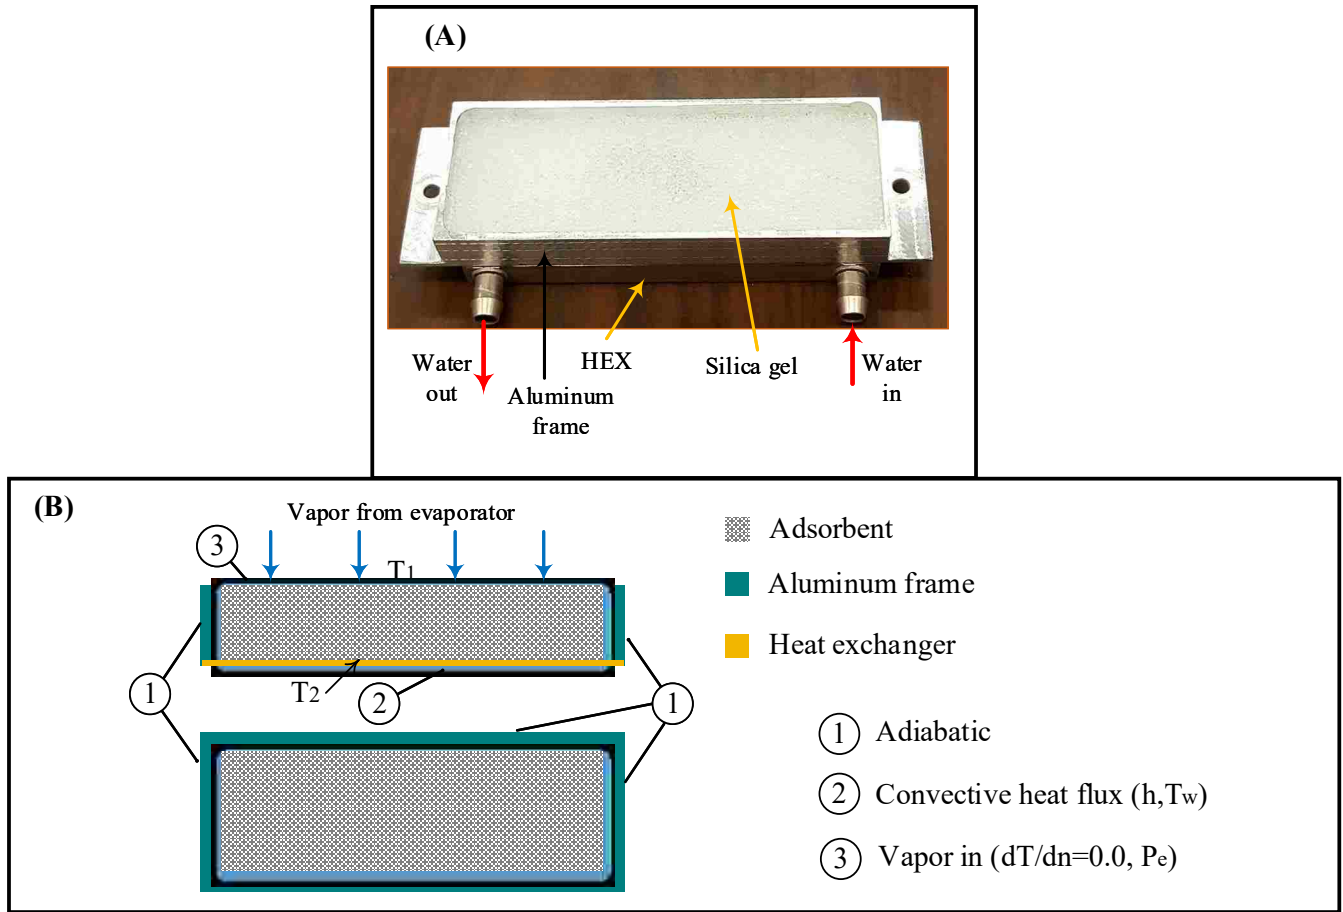 (A)
Water
out
Aluminum
frame
HEX
Silica gel
Water
in
(B)
Vapor from evaporator
3
T1
1
T2
2
1
Adsorbent
Aluminum frame
Heat exchanger
1 Adiabatic
2 Convective heat flux (h,Tw)
3 Vapor in (dT/dn=0.0, Pe)